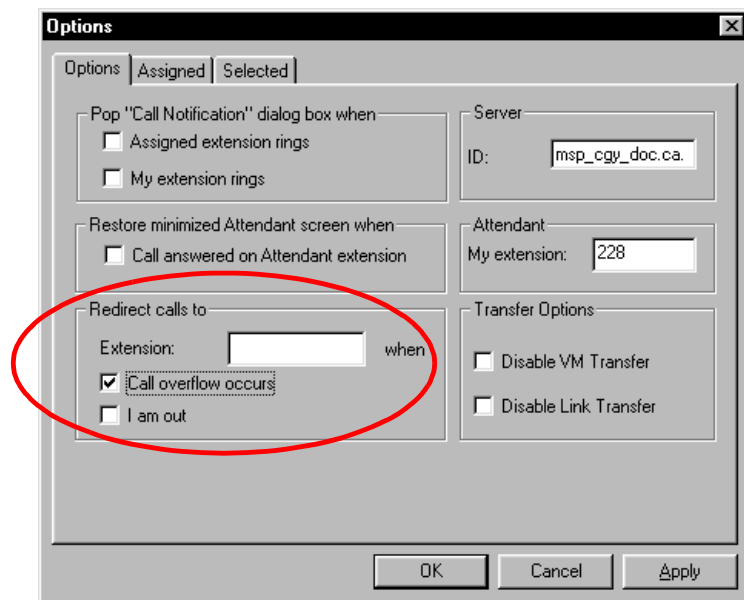 Options
Options Assigned Selected
Pop "Call Notification" dialog box when
Assigned extension rings
My extension rings
Server
ID: msp_cgy_doc.ca.
Restore minimized Attendant screen when
Call answered on Attendant extension
Attendant
My extension: 228
Redirect calls to
Extension: when
Call overflow occurs
I am out
Transfer Options
Disable VM Transfer
Disable Link Transfer
OK Cancel Apply